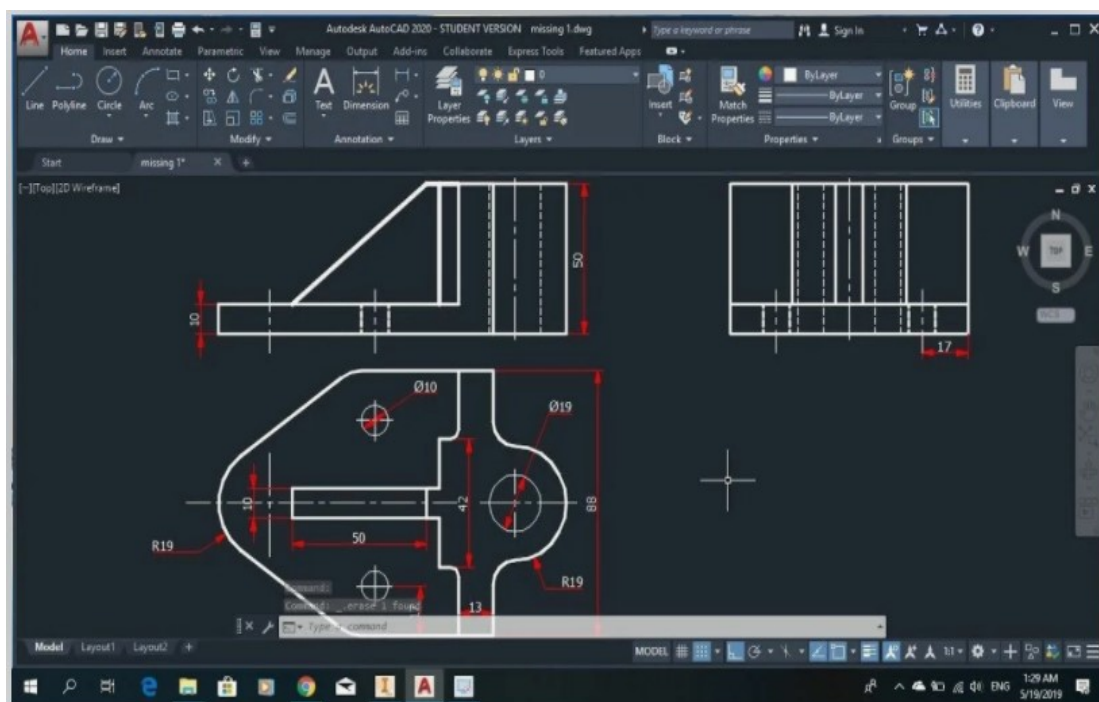 Autodesk AutoCAD 2020 - STUDENT VERSION missing 1.dwg
Type a keyword or phrase
Sign In
Home Insert Annotate Parametric View Manage Output Add-ins Collaborate Express Tools Featured Apps
Line Polyline Circle Arc
Text Dimension
Layer Properties
0
Insert
Match Properties
ByLayer
ByLayer
ByLayer
Group
Utilities
Clipboard
View
Draw Modify Annotation Layers Block Properties Groups
Start missing 1*
[-][Top][2D Wireframe]
N
W TOP E
S
WCS
50
10
17
Ø10
Ø19
10
42
88
50
R19
R19
13
Command:
Command: _.erase 1 found
Type a command
Model Layout1 Layout2 +
MODEL
1:1
ENG
1:29 AM
5/19/2019